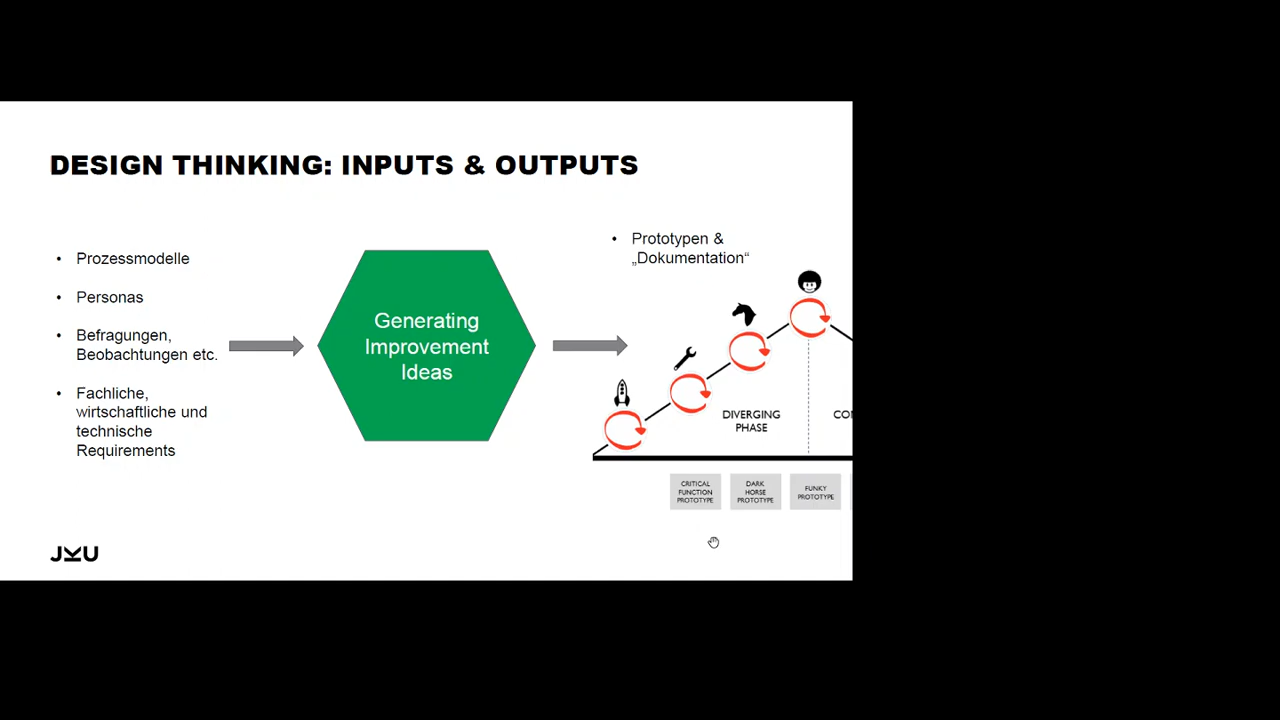 DESIGN THINKING: INPUTS & OUTPUTS
• Prozessmodelle
• Personas
• Befragungen,
Beobachtungen etc.
• Fachliche,
wirtschaftliche und
technische
Requirements
Generating
Improvement
Ideas
• Prototypen &
„Dokumentation“
DIVERGING
PHASE
CON
CRITICAL
FUNCTION
PROTOTYPE
DARK
HORSE
PROTOTYPE
FUNKY
PROTOTYPE
JKU